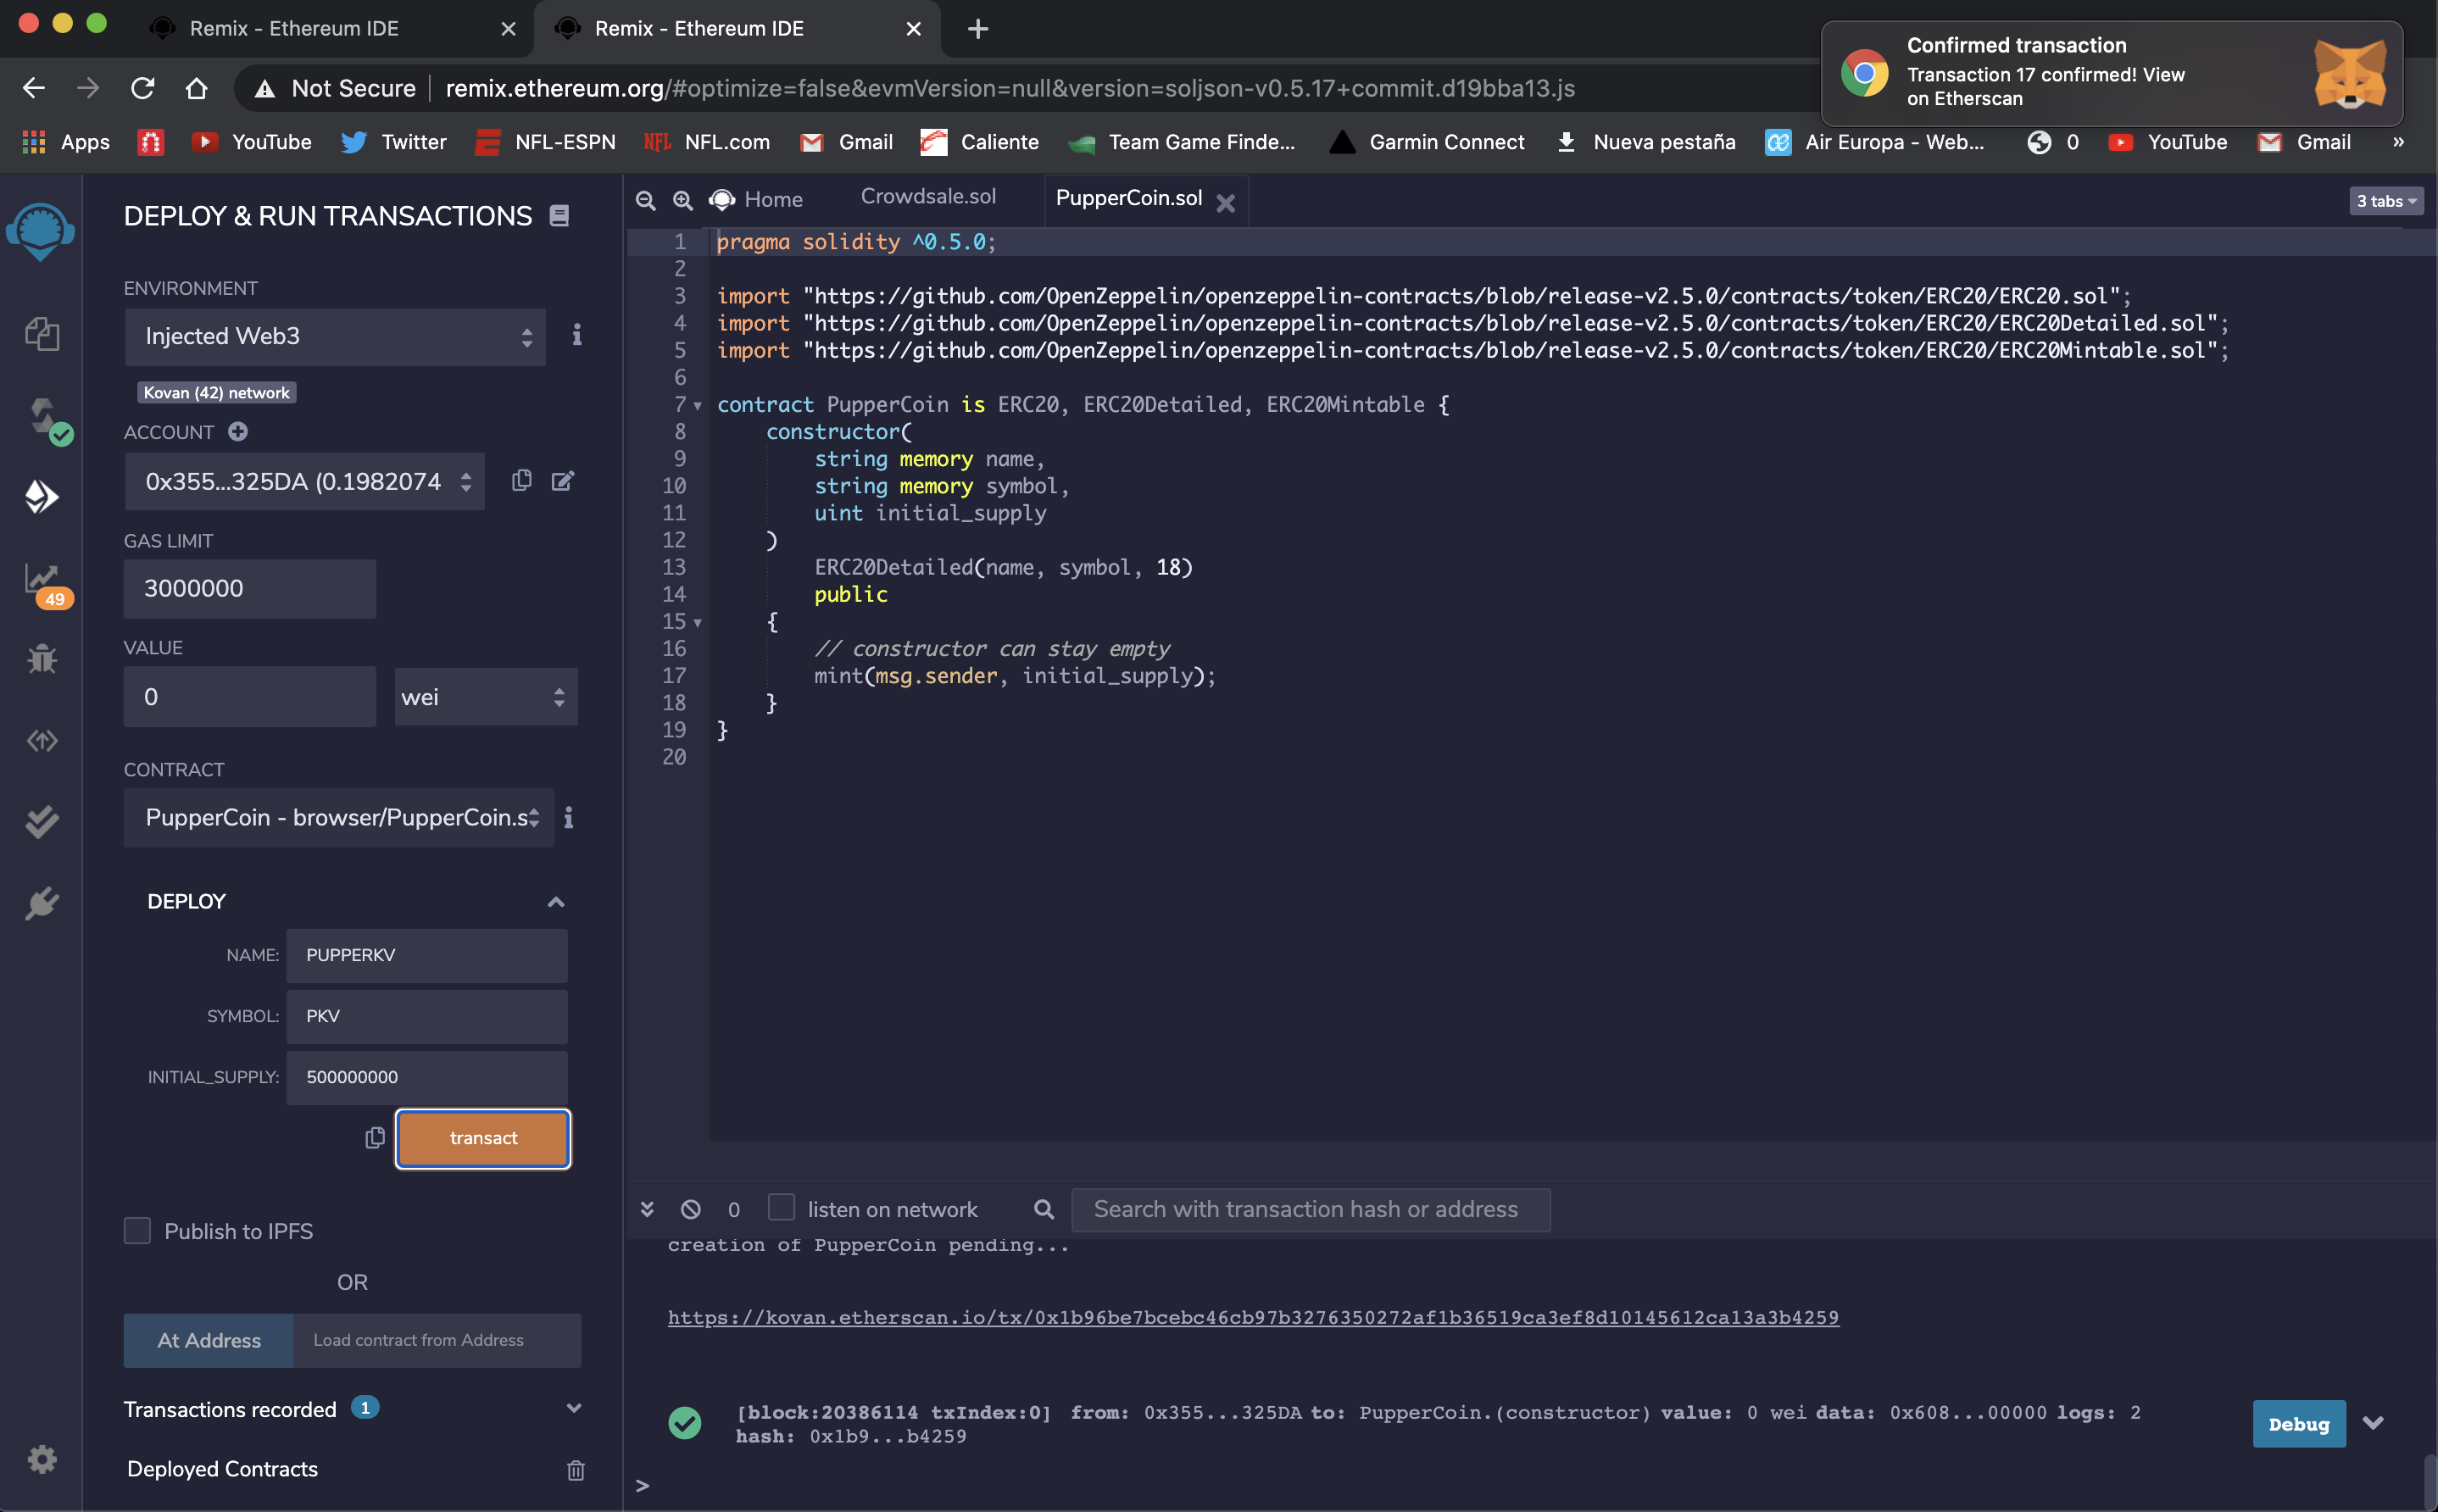 Remix - Ethereum IDE
Remix - Ethereum IDE
Confirmed transaction
Transaction 17 confirmed! View
on Etherscan
Not Secure
remix.ethereum.org/#optimize=false&evmVersion=null&version=soljson-v0.5.17+commit.d19bba13.js
Apps YouTube Twitter NFL-ESPN NFL NFL.com Gmail Caliente Team Game Finde... Garmin Connect Nueva pestaña Air Europa - Web... 0 YouTube Gmail »
DEPLOY & RUN TRANSACTIONS
ENVIRONMENT
Injected Web3
Kovan (42) network
ACCOUNT
0x355...325DA (0.1982074
GAS LIMIT
3000000
49
VALUE
0
wei
CONTRACT
PupperCoin - browser/PupperCoin.s
DEPLOY
NAME: PUPPERKV
SYMBOL: PKV
INITIAL_SUPPLY: 500000000
transact
Publish to IPFS
OR
At Address Load contract from Address
Transactions recorded 1
Deployed Contracts
Home Crowdsale.sol PupperCoin.sol
3 tabs
1 pragma solidity ^0.5.0;
2
3 import "https://github.com/OpenZeppelin/openzeppelin-contracts/blob/release-v2.5.0/contracts/token/ERC20/ERC20.sol";
4 import "https://github.com/OpenZeppelin/openzeppelin-contracts/blob/release-v2.5.0/contracts/token/ERC20/ERC20Detailed.sol";
5 import "https://github.com/OpenZeppelin/openzeppelin-contracts/blob/release-v2.5.0/contracts/token/ERC20/ERC20Mintable.sol";
6
7 contract PupperCoin is ERC20, ERC20Detailed, ERC20Mintable {
8 constructor(
9 string memory name,
10 string memory symbol,
11 uint initial_supply
12 )
13 ERC20Detailed(name, symbol, 18)
14 public
15 {
16 // constructor can stay empty
17 mint(msg.sender, initial_supply);
18 }
19 }
20
0 listen on network Search with transaction hash or address
creation of PupperCoin pending...
https://kovan.etherscan.io/tx/0x1b96be7bcebc46cb97b3276350272af1b36519ca3ef8d10145612ca13a3b4259
[block:20386114 txIndex:0] from: 0x355...325DA to: PupperCoin.(constructor) value: 0 wei data: 0x608...00000 logs: 2
hash: 0x1b9...b4259
Debug
>